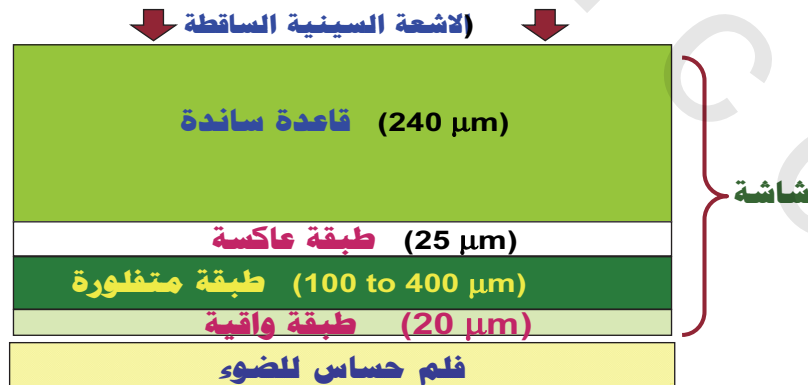 الاشعة السينية الساقطة
قاعدة ساندة (240 μm)
شاشة
طبقة عاكسة (25 μm)
طبقة متفلورة (100 to 400 μm)
طبقة واقية (20 μm)
فلم حساس للضوء